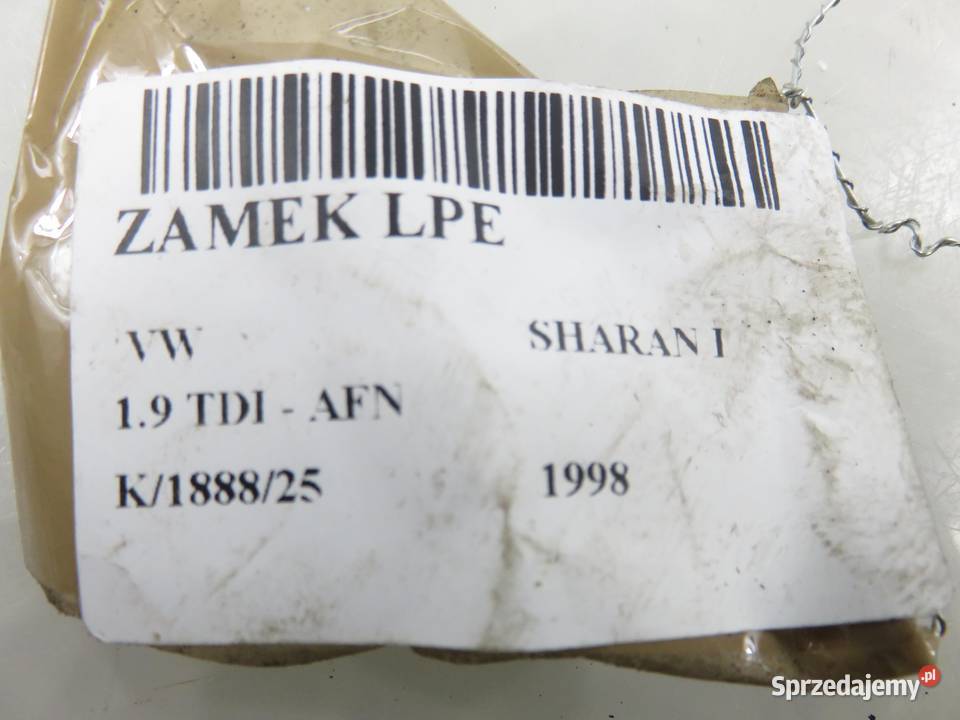 ZAMEK LPE
VW SHARAN I
1.9 TDI - AFN
K/1888/25 1998
Sprzedajemy.pl